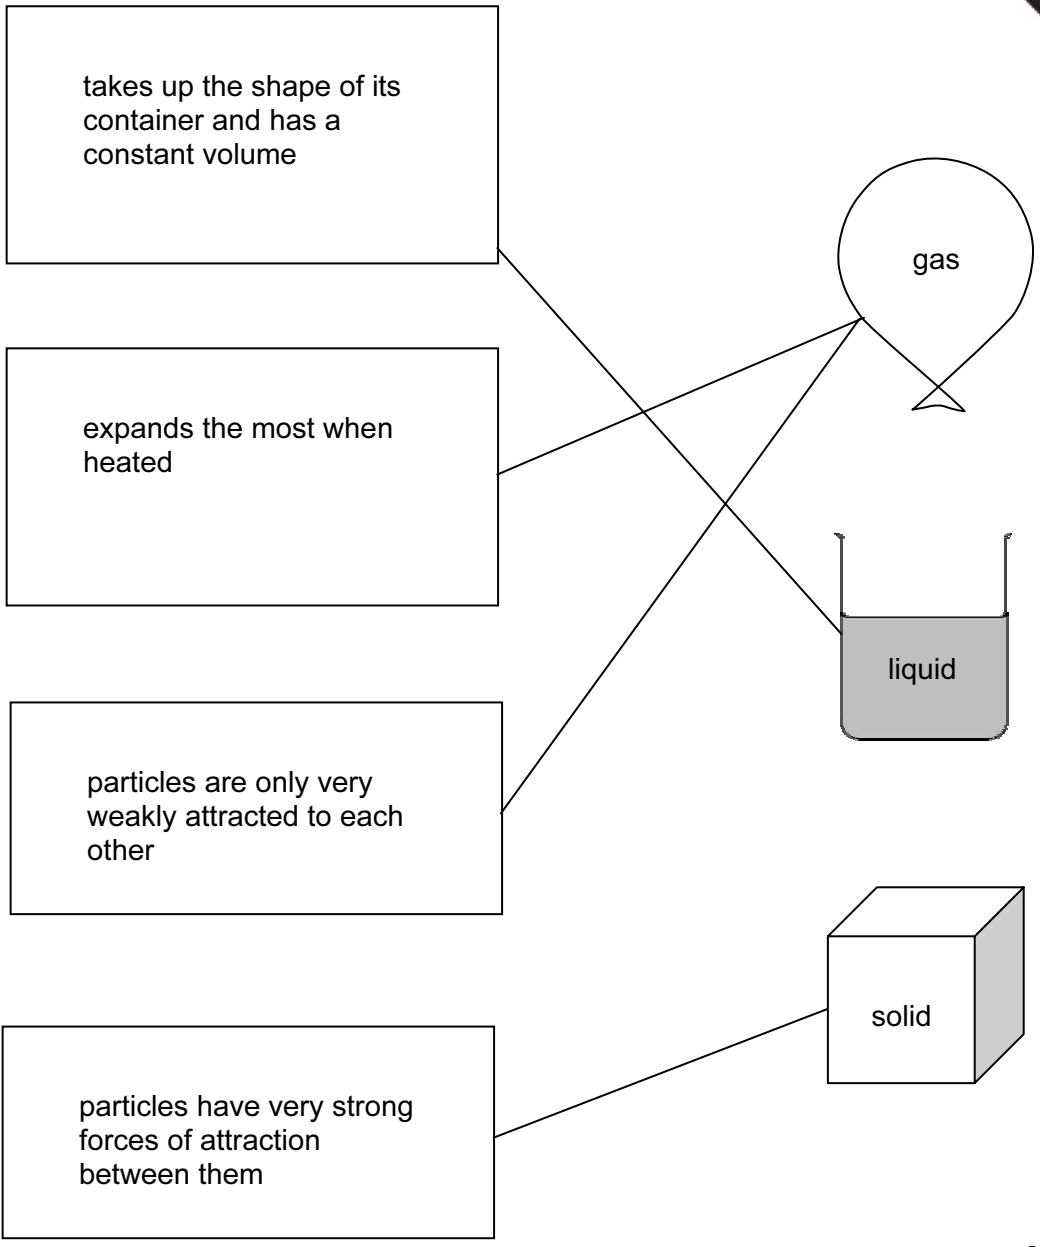 takes up the shape of its
container and has a
constant volume
gas
expands the most when
heated
liquid
particles are only very
weakly attracted to each
other
solid
particles have very strong
forces of attraction
between them